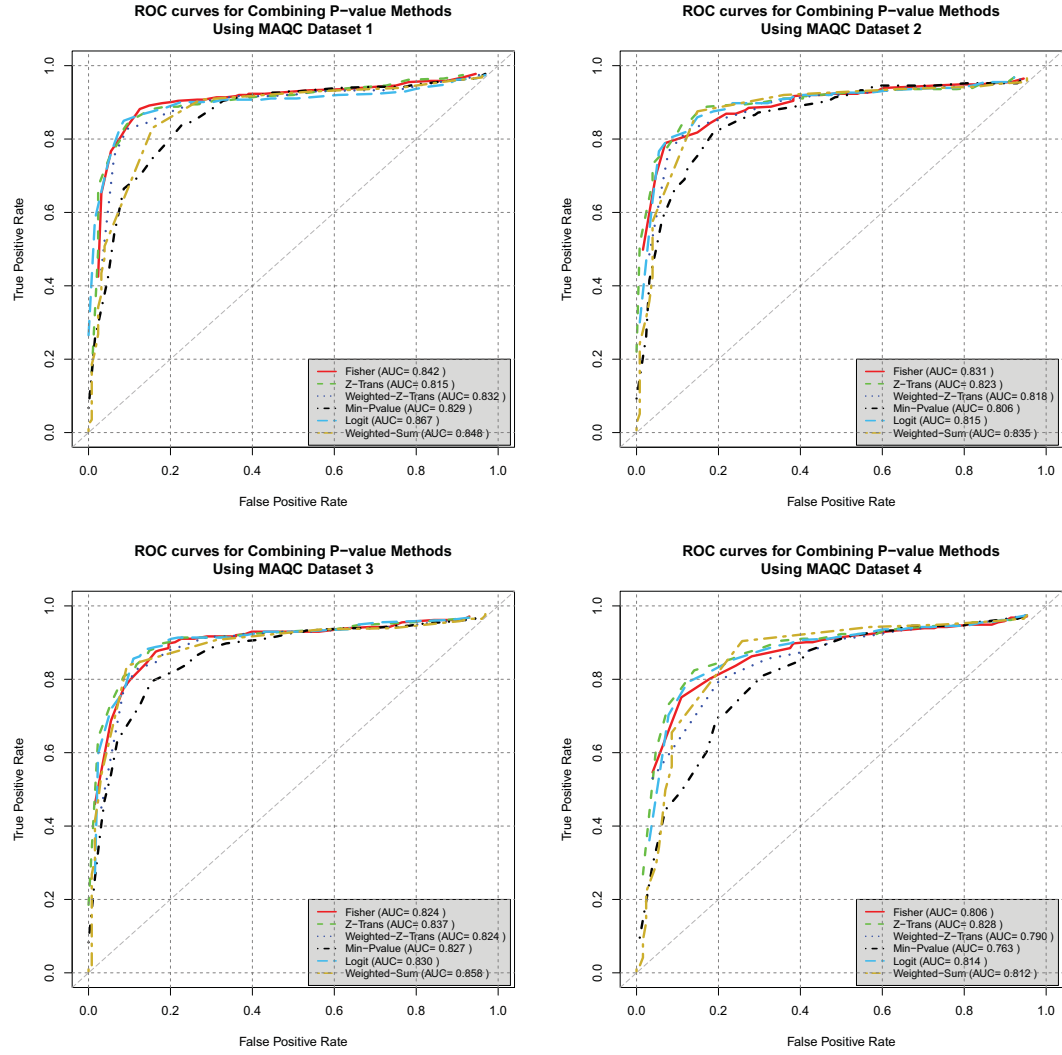 ROC curves for Combining P−value Methods
Using MAQC Dataset 1
True Positive Rate
1.0
0.8
0.6
0.4
0.2
0.0
Fisher (AUC= 0.842 )
Z−Trans (AUC= 0.815 )
Weighted−Z−Trans (AUC= 0.832 )
Min−Pvalue (AUC= 0.829 )
Logit (AUC= 0.867 )
Weighted−Sum (AUC= 0.848 )
0.0 0.2 0.4 0.6 0.8 1.0
False Positive Rate
ROC curves for Combining P−value Methods
Using MAQC Dataset 2
True Positive Rate
1.0
0.8
0.6
0.4
0.2
0.0
Fisher (AUC= 0.831 )
Z−Trans (AUC= 0.823 )
Weighted−Z−Trans (AUC= 0.818 )
Min−Pvalue (AUC= 0.806 )
Logit (AUC= 0.815 )
Weighted−Sum (AUC= 0.835 )
0.0 0.2 0.4 0.6 0.8 1.0
False Positive Rate
ROC curves for Combining P−value Methods
Using MAQC Dataset 3
True Positive Rate
1.0
0.8
0.6
0.4
0.2
0.0
Fisher (AUC= 0.824 )
Z−Trans (AUC= 0.837 )
Weighted−Z−Trans (AUC= 0.824 )
Min−Pvalue (AUC= 0.827 )
Logit (AUC= 0.830 )
Weighted−Sum (AUC= 0.858 )
0.0 0.2 0.4 0.6 0.8 1.0
False Positive Rate
ROC curves for Combining P−value Methods
Using MAQC Dataset 4
True Positive Rate
1.0
0.8
0.6
0.4
0.2
0.0
Fisher (AUC= 0.806 )
Z−Trans (AUC= 0.828 )
Weighted−Z−Trans (AUC= 0.790 )
Min−Pvalue (AUC= 0.763 )
Logit (AUC= 0.814 )
Weighted−Sum (AUC= 0.812 )
0.0 0.2 0.4 0.6 0.8 1.0
False Positive Rate